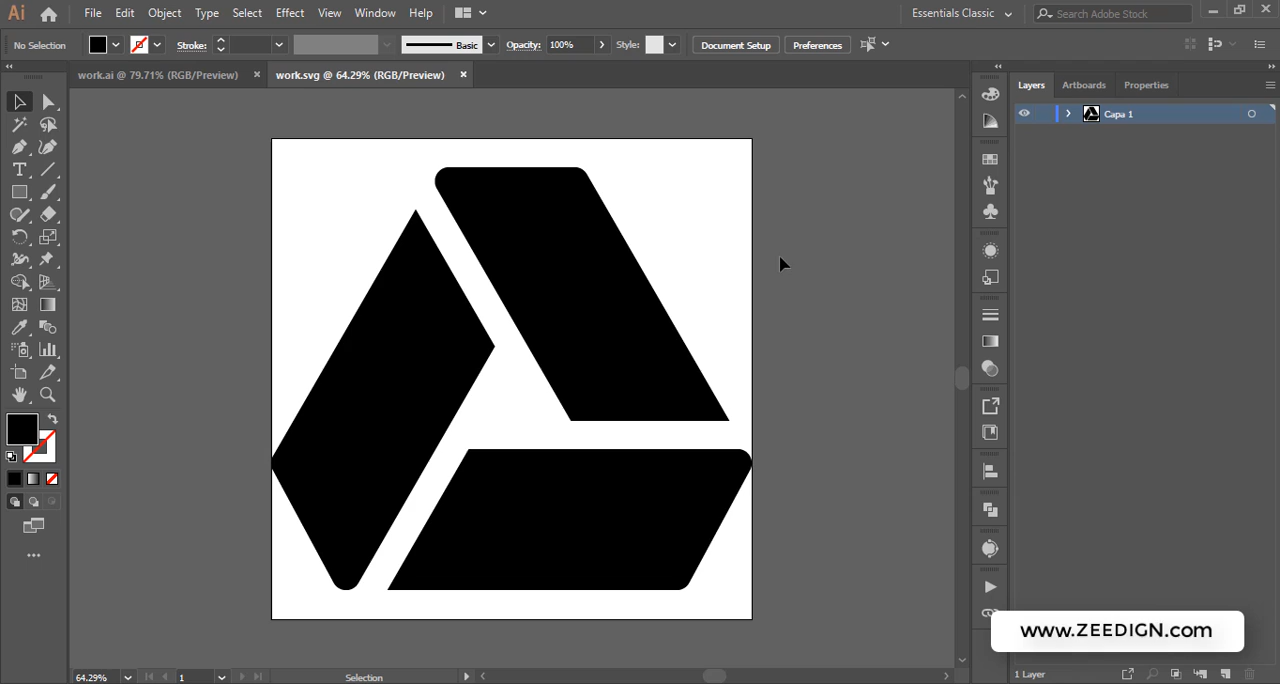 Ai File Edit Object Type Select Effect View Window Help Essentials Classic Search Adobe Stock
No Selection Stroke: Basic Opacity: 100% Style: Document Setup Preferences
work.ai @ 79.71% (RGB/Preview) × work.svg @ 64.29% (RGB/Preview) ×
Layers Artboards Properties
Capa 1
www.ZEEDIGN.com
64.29% 1 Selection 1 Layer